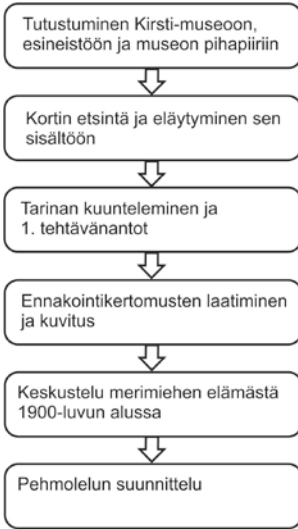 Tutustuminen Kirsti-museoon,
esineistöön ja museon pihapiiriin
Kortin etsintä ja eläytyminen sen
sisältöön
Tarinan kuunteleminen ja
1. tehtävänantot
Ennakointikertomusten laatiminen
ja kuvitus
Keskustelu merimiehen elämästä
1900-luvun alussa
Pehmolelun suunnittelu